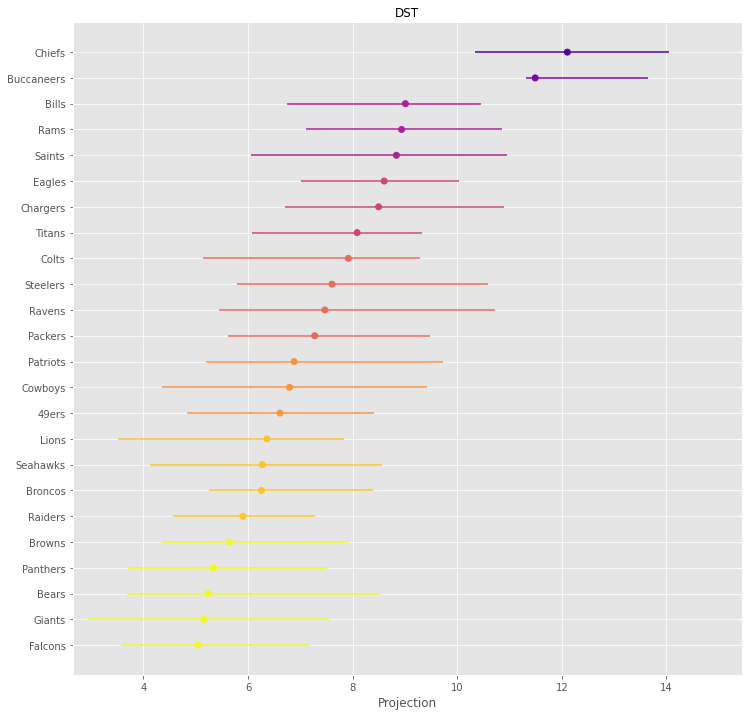 DST
Chiefs
Buccaneers
Bills
Rams
Saints
Eagles
Chargers
Titans
Colts
Steelers
Ravens
Packers
Patriots
Cowboys
49ers
Lions
Seahawks
Broncos
Raiders
Browns
Panthers
Bears
Giants
Falcons
4 6 8 10 12 14
Projection